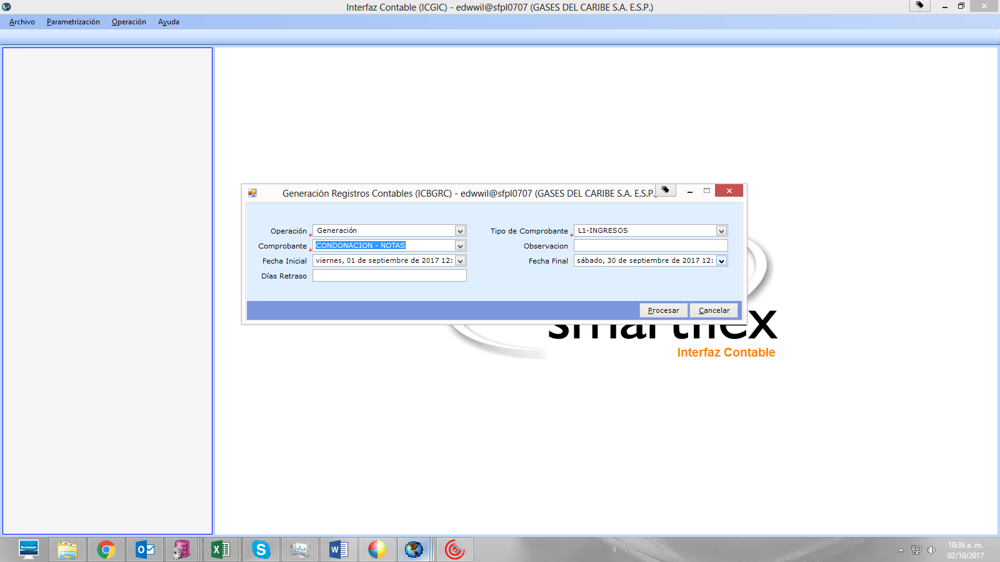 Interfaz Contable (ICGIC) - edwwil@sfpl0707 (GASES DEL CARIBE S.A. E.S.P.)
Archivo Parametrización Operación Ayuda
Generación Registros Contables (ICBGRC) - edwwil@sfpl0707 (GASES DEL CARIBE S.A. E.S.P.)
Operación * Generación Tipo de Comprobante * L1-INGRESOS
Comprobante * CONDONACION - NOTAS Observacion
Fecha Inicial viernes, 01 de septiembre de 2017 12: Fecha Final sábado, 30 de septiembre de 2017 12:
Días Retraso
Procesar Cancelar
smartflex
Interfaz Contable
lenovo
10:36 a. m.
02/10/2017